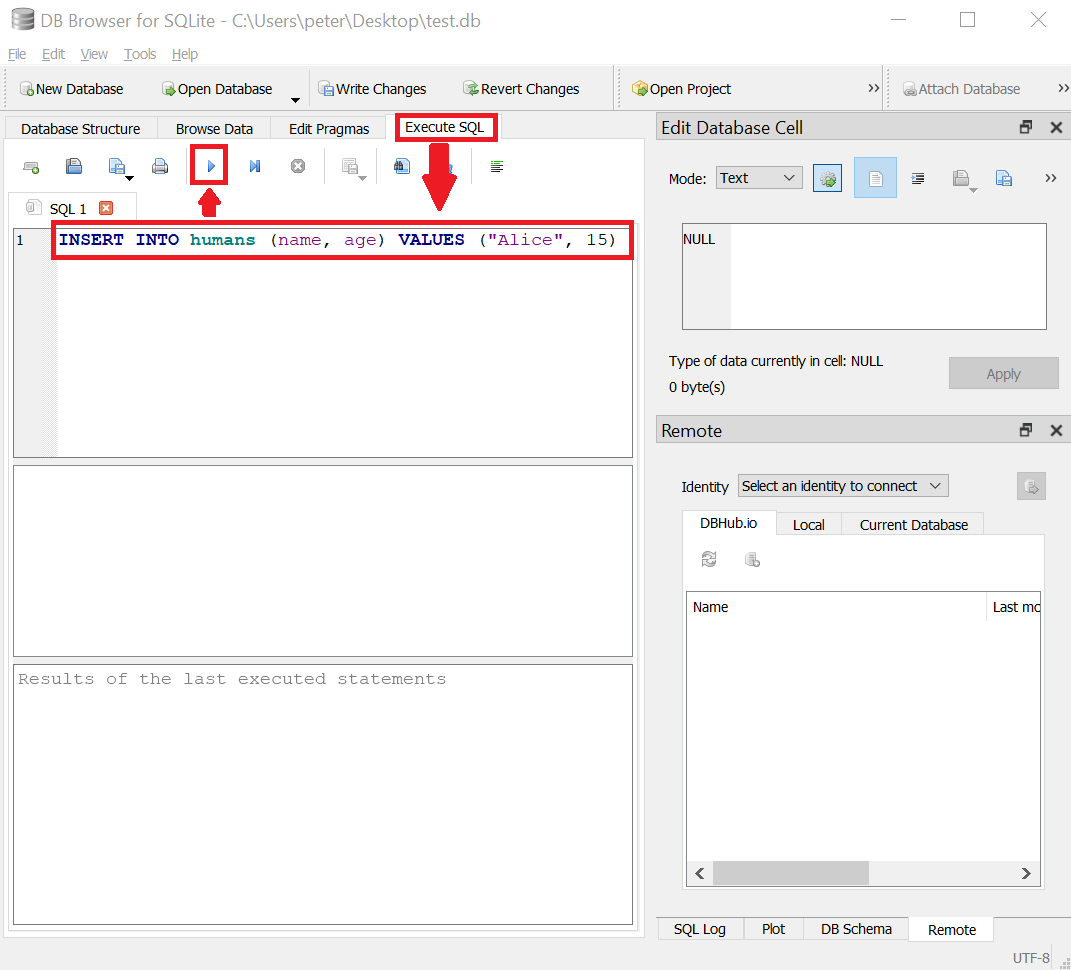 DB Browser for SQLite - C:\Users\peter\Desktop\test.db
File Edit View Tools Help
New Database Open Database Write Changes Revert Changes Open Project Attach Database
Database Structure Browse Data Edit Pragmas Execute SQL
SQL 1
1 INSERT INTO humans (name, age) VALUES ("Alice", 15)
Results of the last executed statements
Edit Database Cell
Mode: Text
NULL
Type of data currently in cell: NULL
0 byte(s)
Apply
Remote
Identity Select an identity to connect
DBHub.io Local Current Database
Name Last mo
SQL Log Plot DB Schema Remote
UTF-8